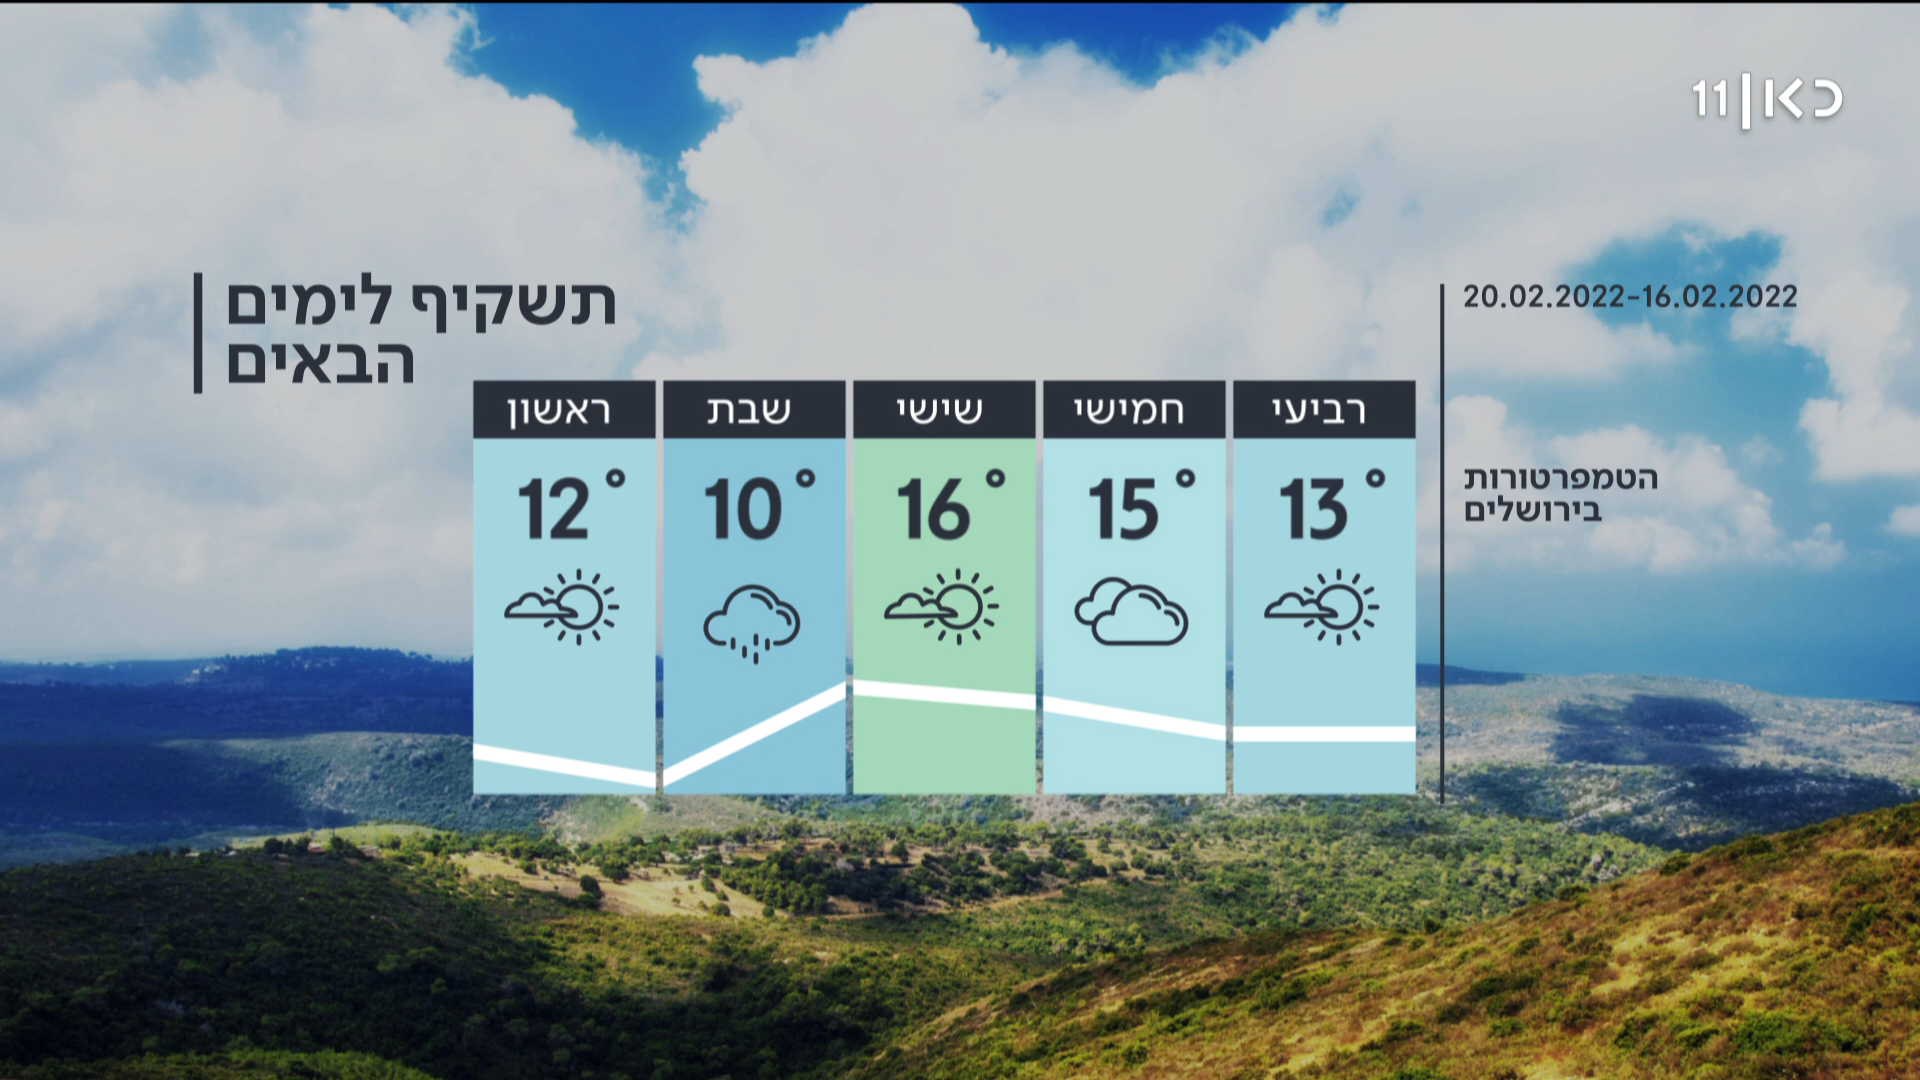 כאן 11
תשקיף לימים
הבאים
20.02.2022-16.02.2022
הטמפרטורות
בירושלים
רביעי
חמישי
שישי
שבת
ראשון
13°
15°
16°
10°
12°